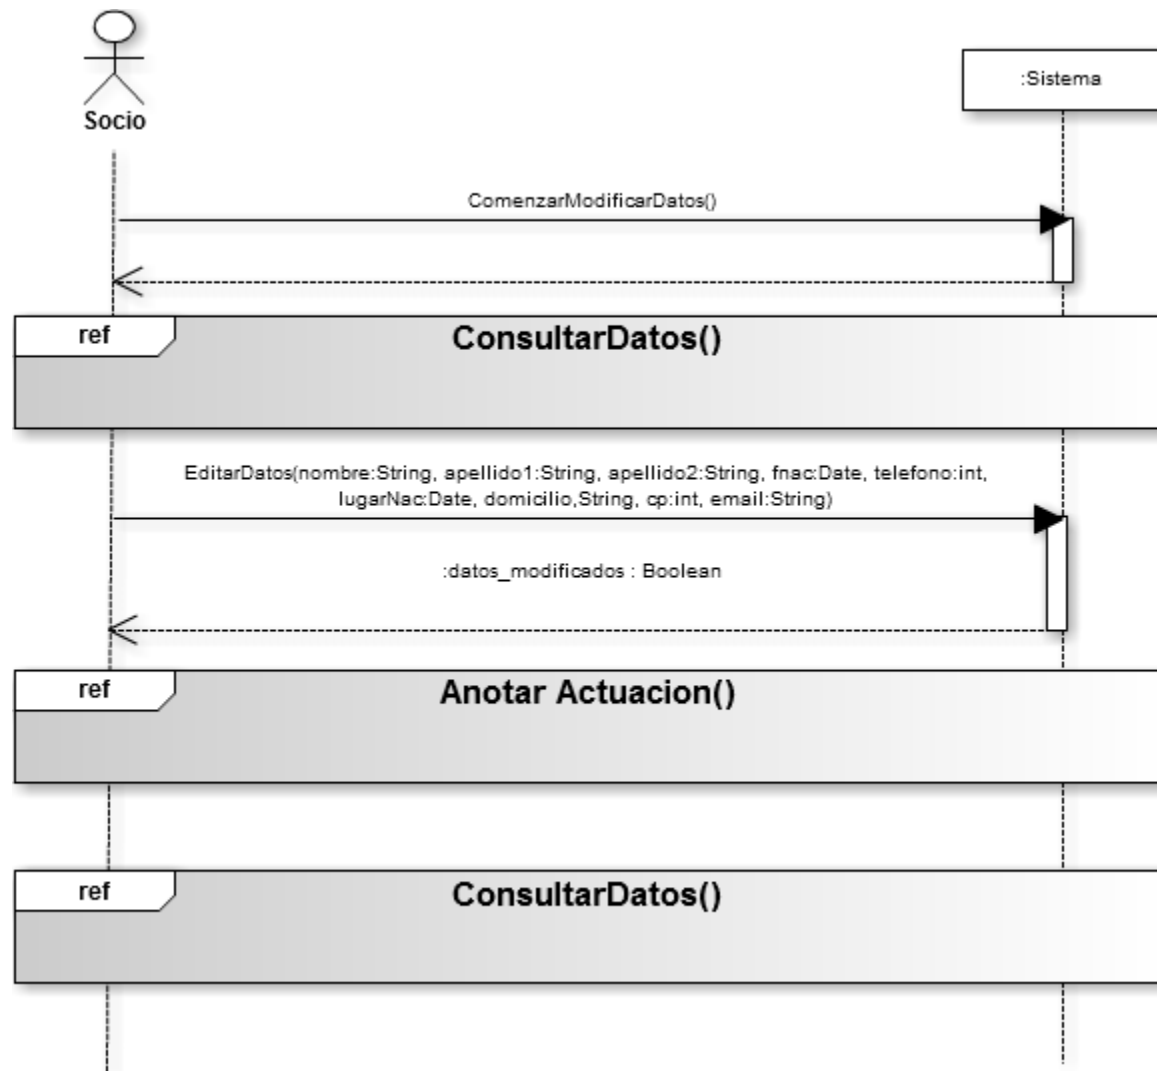 :Sistema
Socio
ComenzarModificarDatos()
ref
ConsultarDatos()
EditarDatos(nombre:String, apellido1:String, apellido2:String, fnac:Date, telefono:int,
lugarNac:Date, domicilio,String, cp:int, email:String)
:datos_modificados : Boolean
ref
Anotar Actuacion()
ref
ConsultarDatos()